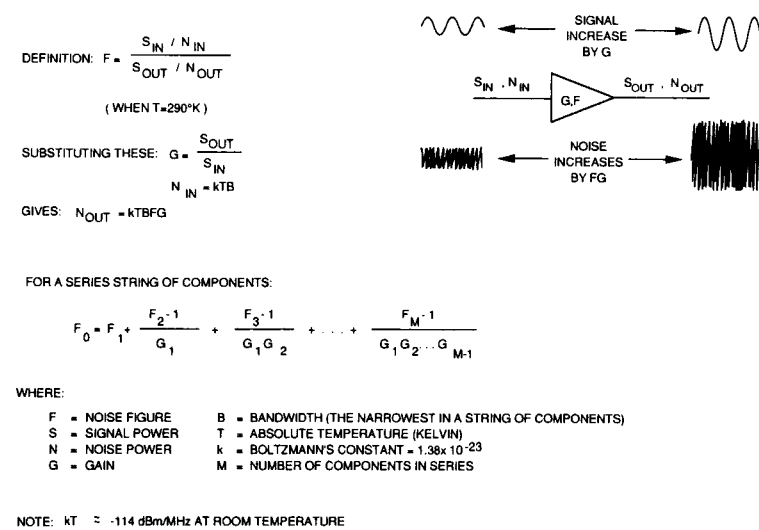 DEFINITION: F = S_IN / N_IN
S_OUT / N_OUT
( WHEN T=290°K )
SUBSTITUTING THESE: G = S_OUT
S_IN
N_IN = kTB
GIVES: N_OUT = kTBFG
SIGNAL
INCREASE
BY G
S_IN , N_IN
S_OUT , N_OUT
G,F
NOISE
INCREASES
BY FG
FOR A SERIES STRING OF COMPONENTS:
F_0 = F_1 + F_2 - 1 / G_1 + F_3 - 1 / G_1 G_2 + . . . + F_M - 1 / G_1 G_2 ... G_M-1
WHERE:
F = NOISE FIGURE B = BANDWIDTH (THE NARROWEST IN A STRING OF COMPONENTS)
S = SIGNAL POWER T = ABSOLUTE TEMPERATURE (KELVIN)
N = NOISE POWER k = BOLTZMANN'S CONSTANT = 1.38x 10^-23
G = GAIN M = NUMBER OF COMPONENTS IN SERIES
NOTE: kT ≈ -114 dBm/MHz AT ROOM TEMPERATURE